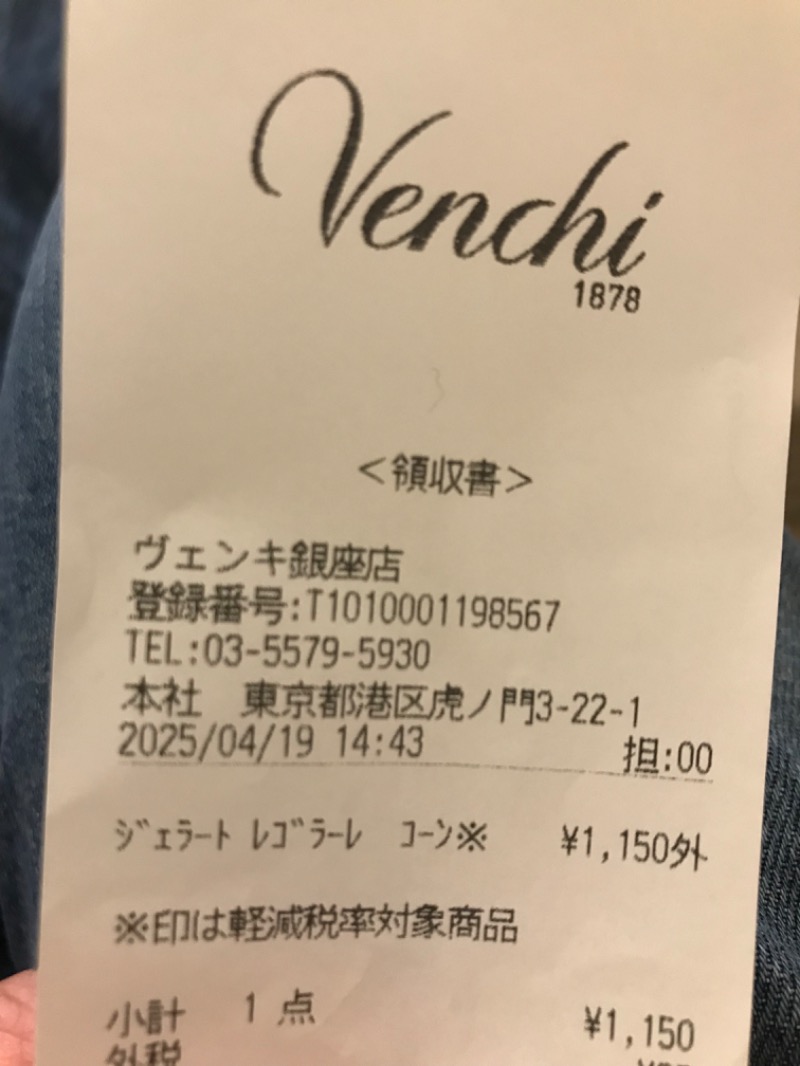 Venchi
1878
<領収書>
ヴェンキ銀座店
登録番号:T1010001198567
TEL:03-5579-5930
本社 東京都港区虎ノ門3-22-1
2025/04/19 14:43 担:00
ｼﾞｪﾗｰﾄ ﾚｺﾞﾗｰﾚ ｺｰﾝ※ ¥1,150外
※印は軽減税率対象商品
小計 1点 ¥1,150
外税